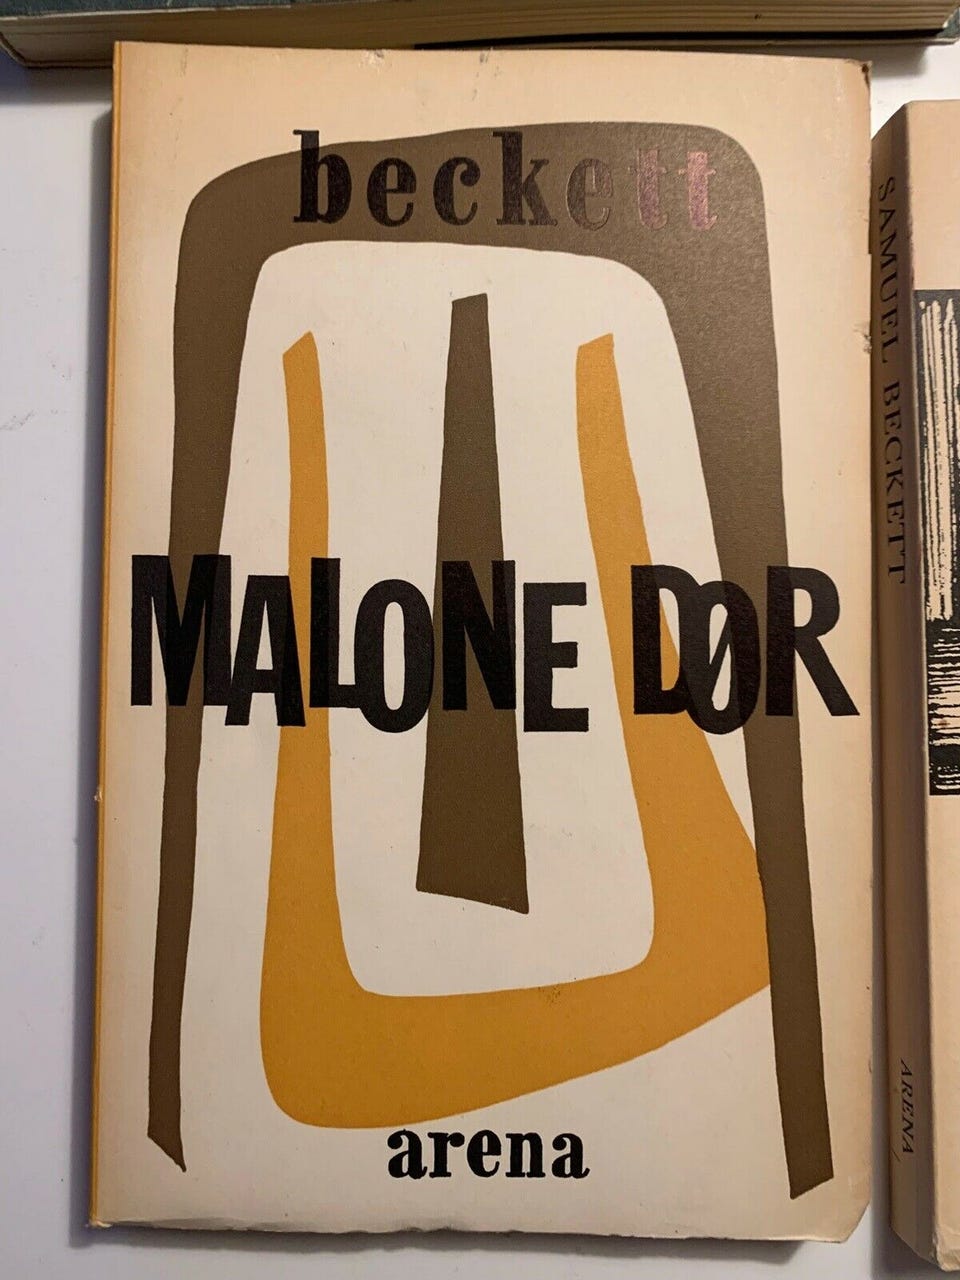 beckett
MALONE DØR
arena
SAMUEL BECKETT
ARENA